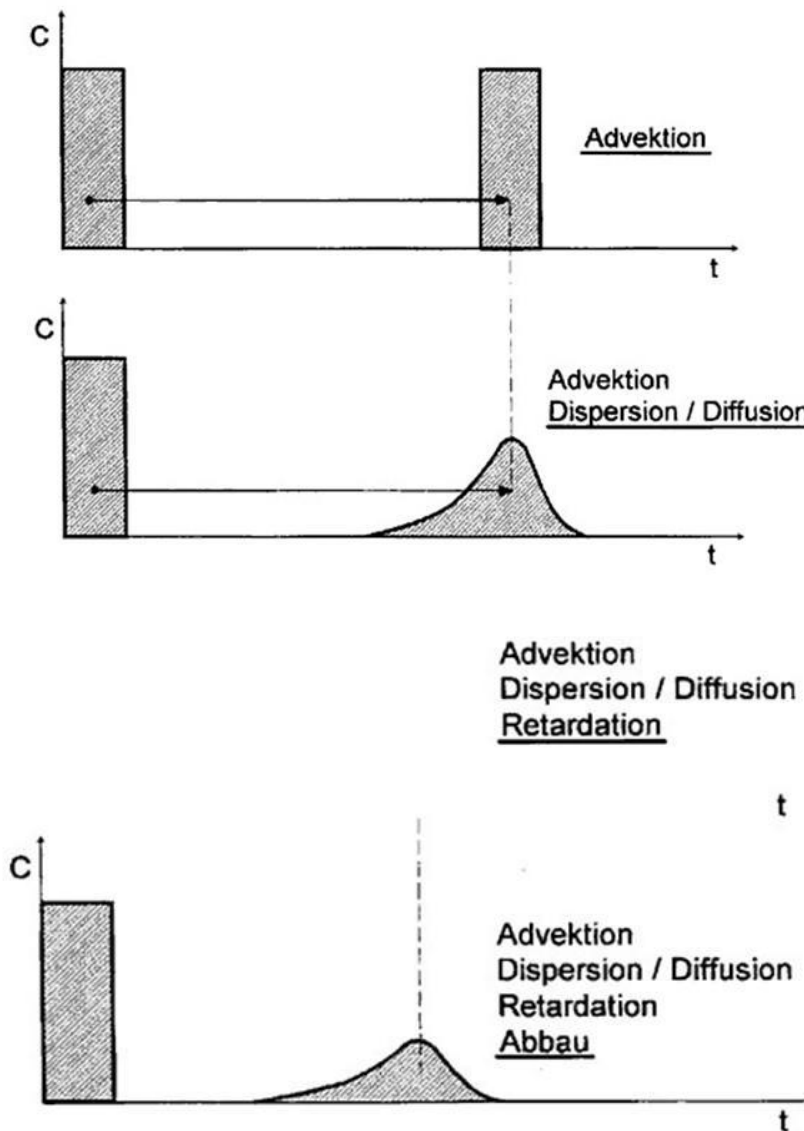 C
Advektion
t
C
Advektion
Dispersion / Diffusion
t
Advektion
Dispersion / Diffusion
Retardation
t
C
Advektion
Dispersion / Diffusion
Retardation
Abbau
t